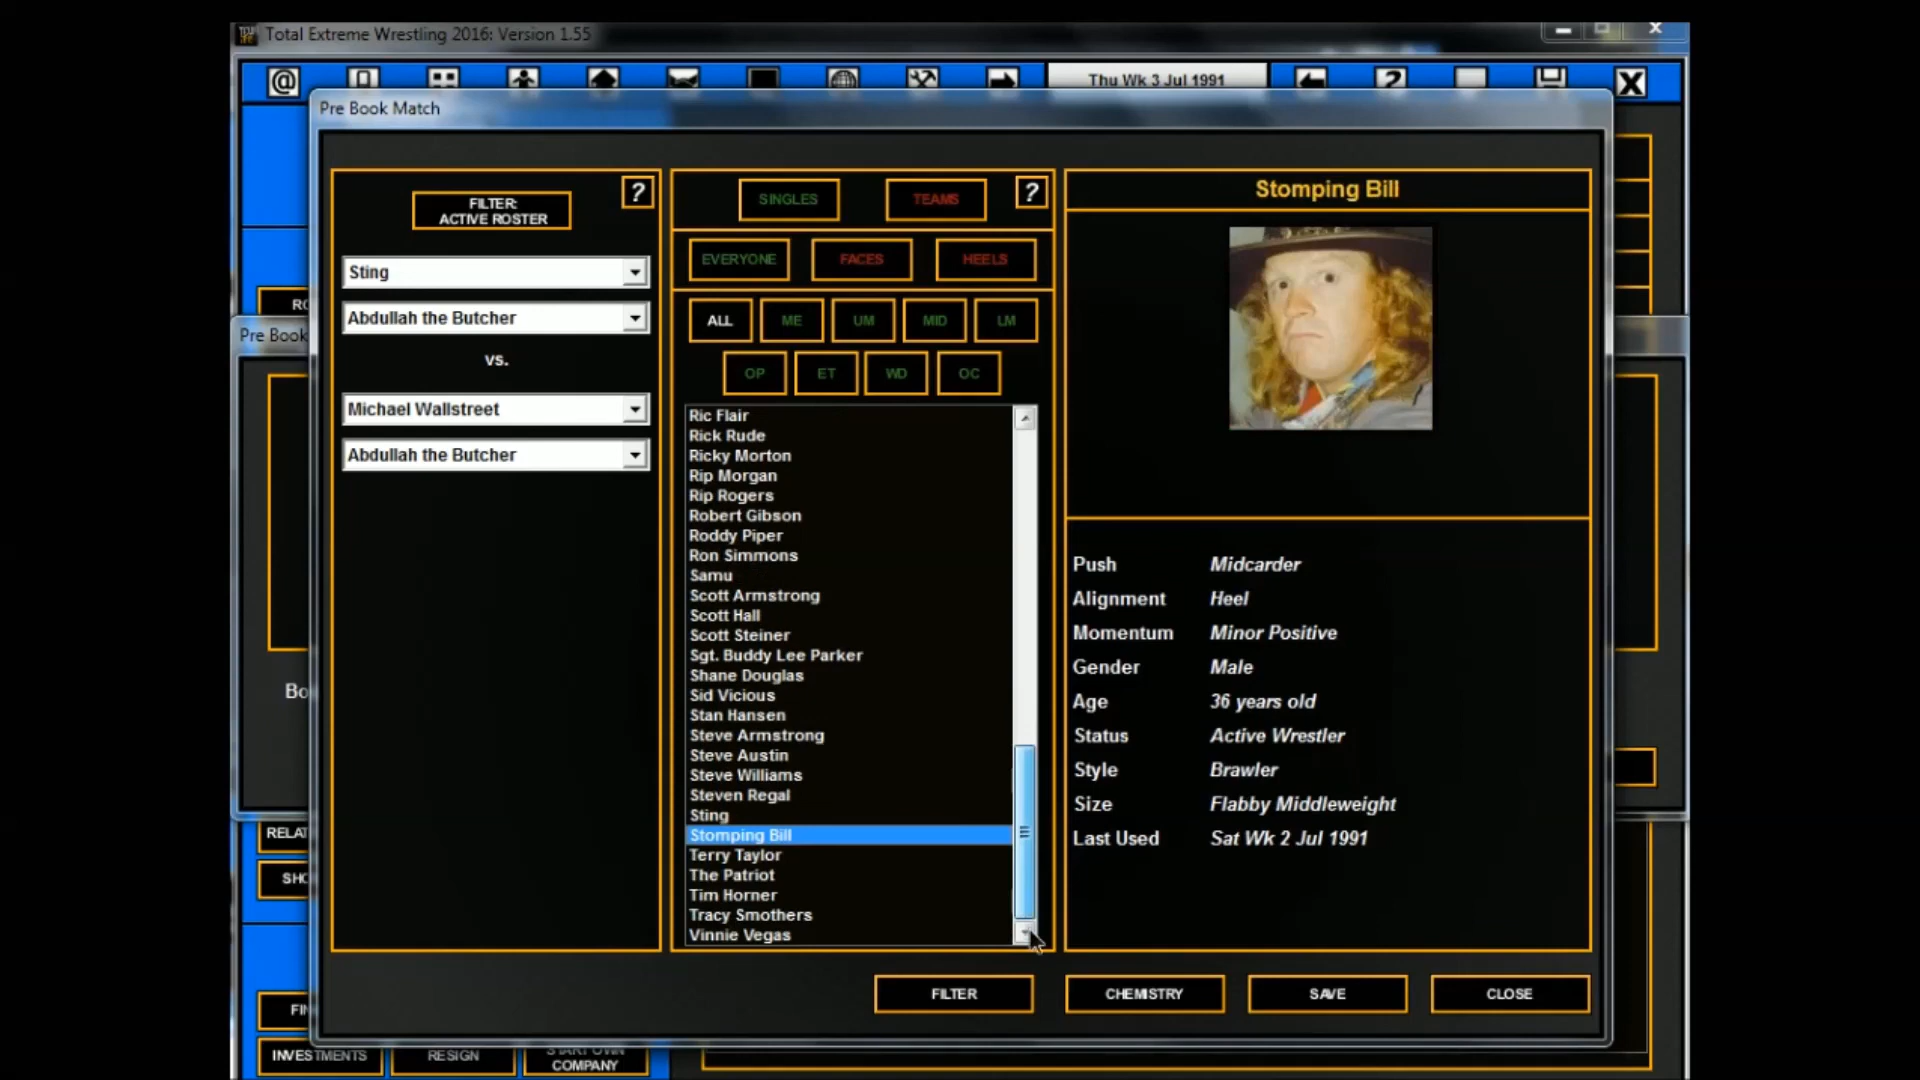 Total Extreme Wrestling 2016: Version 1.55
Thu Wk 3 Jul 1991
Pre Book Match
FILTER:
ACTIVE ROSTER
?
Sting
Abdullah the Butcher
vs.
Michael Wallstreet
Abdullah the Butcher
SINGLES
TEAMS
?
EVERYONE
FACES
HEELS
ALL
ME
UM
MID
LM
OP
ET
WD
OC
Ric Flair
Rick Rude
Ricky Morton
Rip Morgan
Rip Rogers
Robert Gibson
Roddy Piper
Ron Simmons
Samu
Scott Armstrong
Scott Hall
Scott Steiner
Sgt. Buddy Lee Parker
Shane Douglas
Sid Vicious
Stan Hansen
Steve Armstrong
Steve Austin
Steve Williams
Steven Regal
Sting
Stomping Bill
Terry Taylor
The Patriot
Tim Horner
Tracy Smothers
Vinnie Vegas
Stomping Bill
Push Midcarder
Alignment Heel
Momentum Minor Positive
Gender Male
Age 36 years old
Status Active Wrestler
Style Brawler
Size Flabby Middleweight
Last Used Sat Wk 2 Jul 1991
FILTER
CHEMISTRY
SAVE
CLOSE
RO
Pre Book
Bo
RELAT
SHO
FIN
INVESTMENTS
RESIGN
START OWN
COMPANY